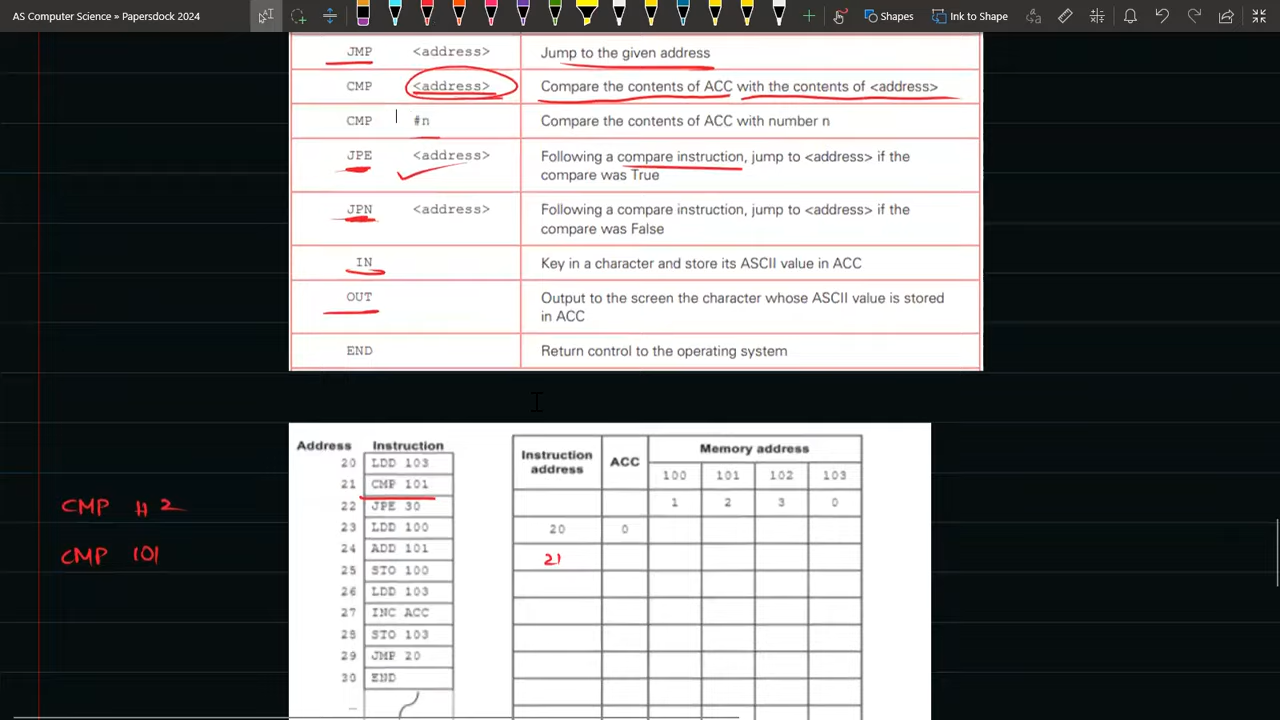 AS Computer Science » Papersdock 2024
Shapes
Ink to Shape
JMP <address> Jump to the given address
CMP <address> Compare the contents of ACC with the contents of <address>
CMP #n Compare the contents of ACC with number n
JPE <address> Following a compare instruction, jump to <address> if the
compare was True
JPN <address> Following a compare instruction, jump to <address> if the
compare was False
IN Key in a character and store its ASCII value in ACC
OUT Output to the screen the character whose ASCII value is stored
in ACC
END Return control to the operating system
CMP #2
CMP 101
Address Instruction
20 LDD 103
21 CMP 101
22 JPE 30
23 LDD 100
24 ADD 101
25 STO 100
26 LDD 103
27 INC ACC
28 STO 103
29 JMP 20
30 END
Instruction
address
ACC
Memory address
100 101 102 103
1 2 3 0
20 0
21